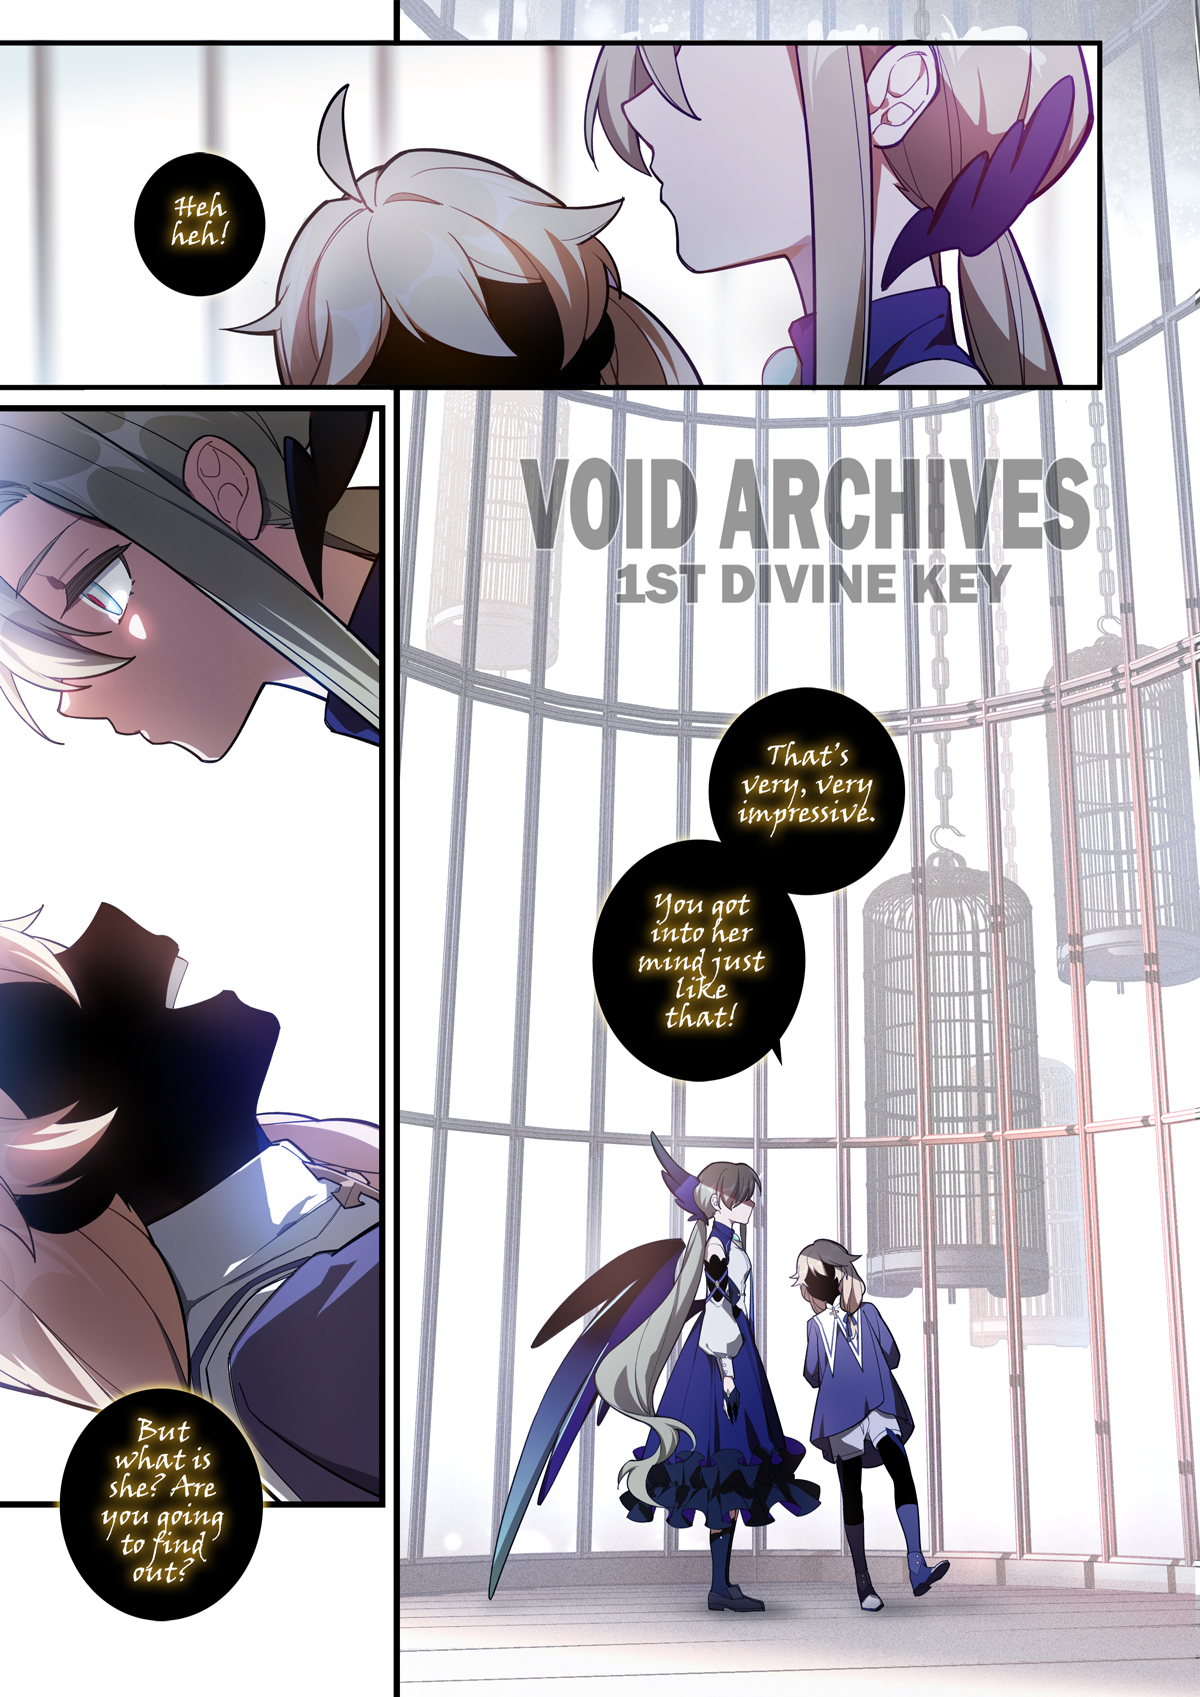 Heh
heh!
VOID ARCHIVES
1ST DIVINE KEY
That's
very, very
impressive.
You got
into her
mind just
like
that!
But
what is
she? Are
you going
to find
out?